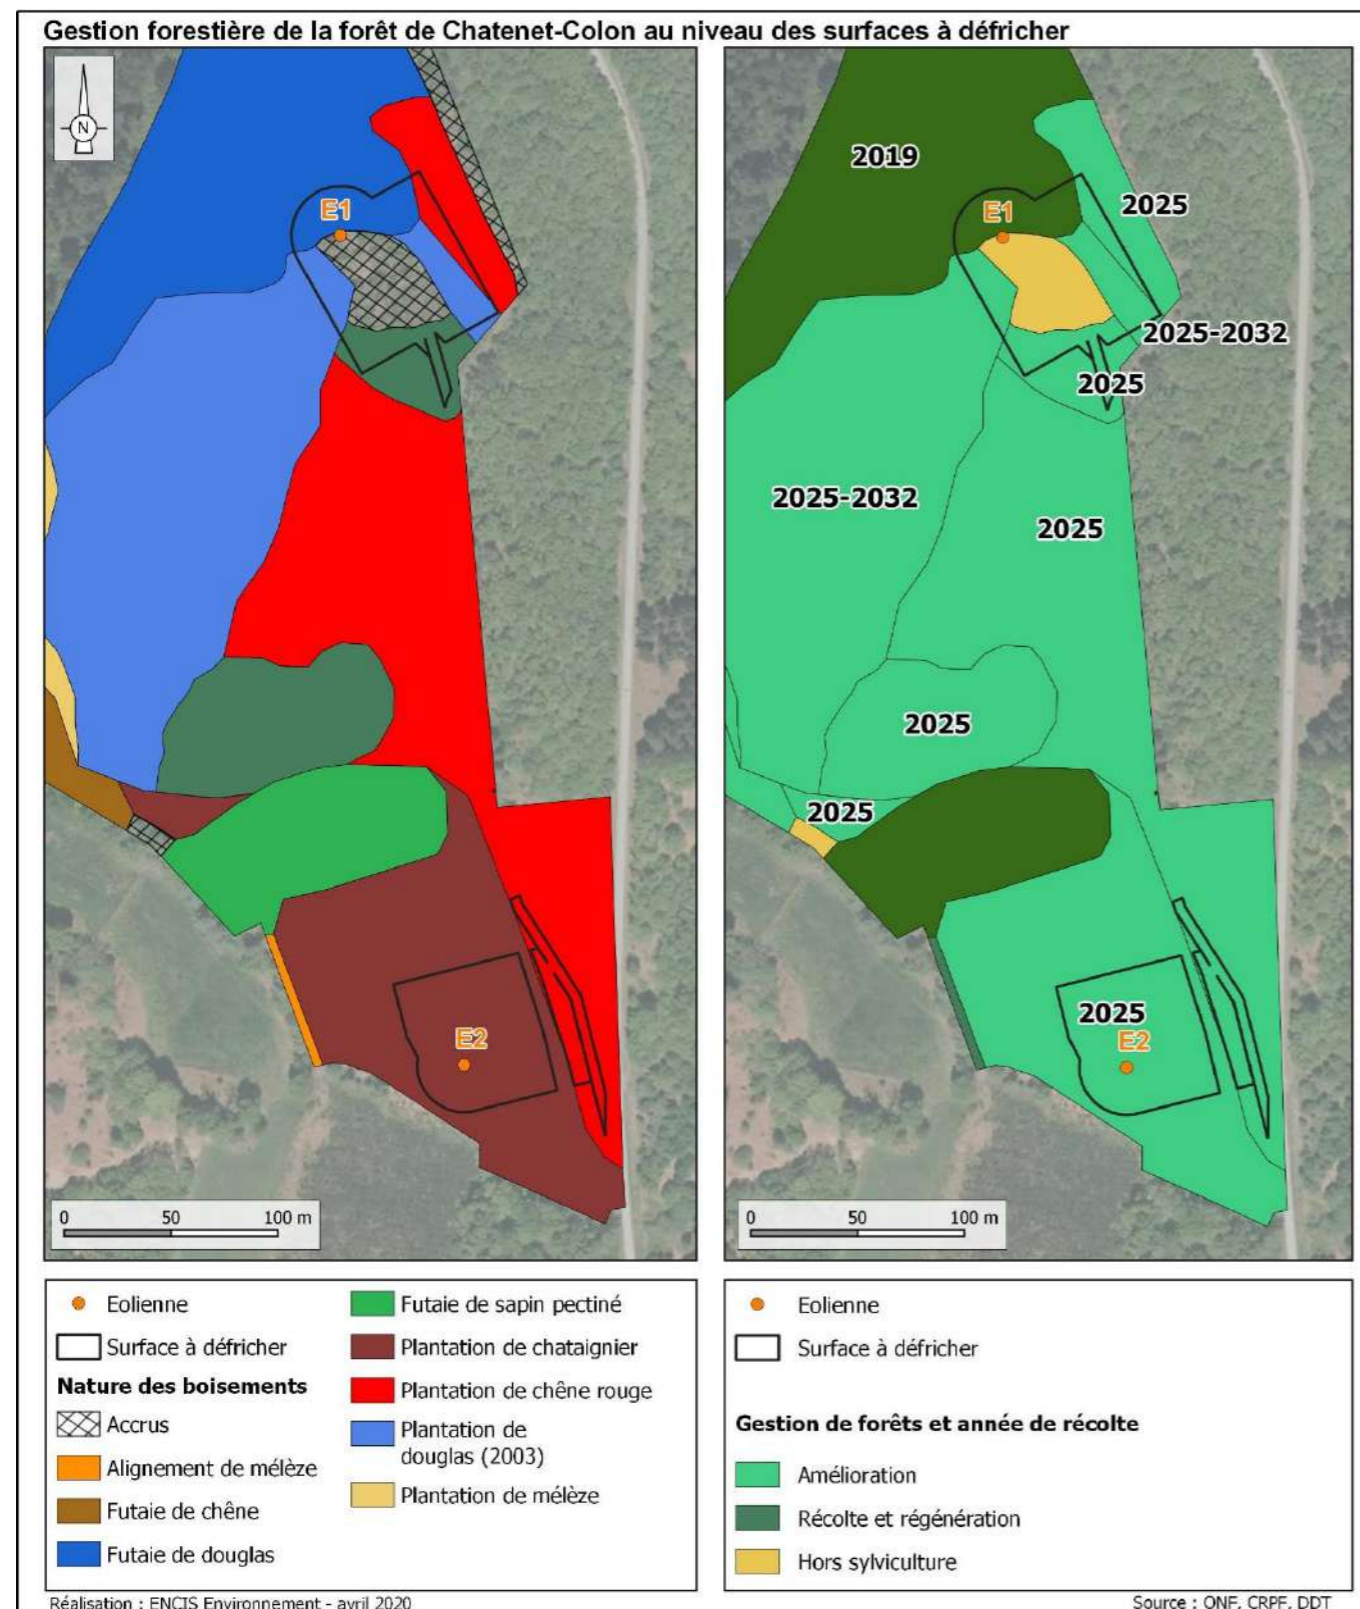 Gestion forestière de la forêt de Chatenet-Colon au niveau des surfaces à défricher
N
E1
E2
0 50 100 m
2019
E1
2025
2025-2032
2025
2025-2032
2025
2025
2025
2025
E2
0 50 100 m
Eolienne
Surface à défricher
Nature des boisements
Accrus
Alignement de mélèze
Futaie de chêne
Futaie de douglas
Futaie de sapin pectiné
Plantation de chataignier
Plantation de chêne rouge
Plantation de
douglas (2003)
Plantation de mélèze
Eolienne
Surface à défricher
Gestion de forêts et année de récolte
Amélioration
Récolte et régénération
Hors sylviculture
Réalisation : ENCIS Environnement - avril 2020
Source : ONF, CRPF, DDT